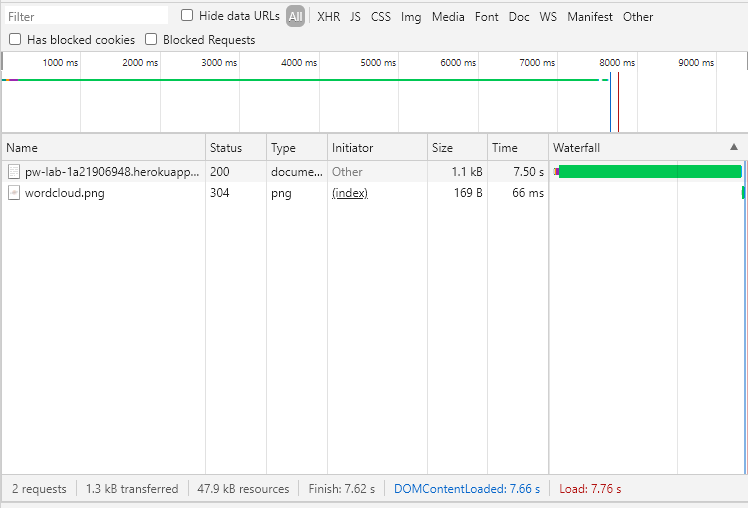 Filter Hide data URLs All XHR JS CSS Img Media Font Doc WS Manifest Other
Has blocked cookies Blocked Requests
1000 ms 2000 ms 3000 ms 4000 ms 5000 ms 6000 ms 7000 ms 8000 ms 9000 ms
Name Status Type Initiator Size Time Waterfall
pw-lab-1a21906948.herokuapp... 200 docume... Other 1.1 kB 7.50 s
wordcloud.png 304 png (index) 169 B 66 ms
2 requests 1.3 kB transferred 47.9 kB resources Finish: 7.62 s DOMContentLoaded: 7.66 s Load: 7.76 s